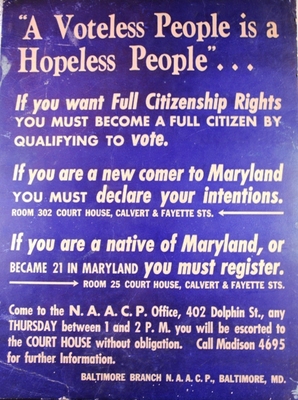 "A Voteless People is a
Hopeless People"...
If you want Full Citizenship Rights
YOU MUST BECOME A FULL CITIZEN BY
QUALIFYING TO vote.
If you are a new comer to Maryland
YOU MUST declare your intentions.
ROOM 302 COURT HOUSE, CALVERT & FAYETTE STS.
If you are a native of Maryland, or
BECAME 21 IN MARYLAND you must register.
ROOM 25 COURT HOUSE, CALVERT & FAYETTE STS.
Come to the N. A. A. C. P. Office, 402 Dolphin St., any
THURSDAY between 1 and 2 P. M. you will be escorted to
the COURT HOUSE without obligation. Call Madison 4695
for further Information.
BALTIMORE BRANCH N. A. A. C. P., BALTIMORE, MD.